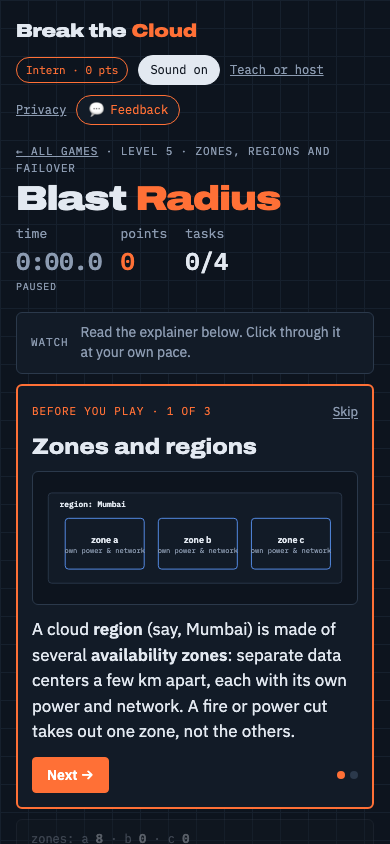 Break the Cloud
Intern · 0 pts
Sound on
Teach or host
Privacy
💬 Feedback
← ALL GAMES · LEVEL 5 · ZONES, REGIONS AND
FAILOVER
Blast Radius
time points tasks
0:00.0 0 0/4
PAUSED
WATCH
Read the explainer below. Click through it
at your own pace.
BEFORE YOU PLAY · 1 OF 3
Skip
Zones and regions
region: Mumbai
zone a zone b zone c
own power & network own power & network own power & network
A cloud region (say, Mumbai) is made of
several availability zones: separate data
centers a few km apart, each with its own
power and network. A fire or power cut
takes out one zone, not the others.
Next →
zones: a 8 · b 0 · c 0